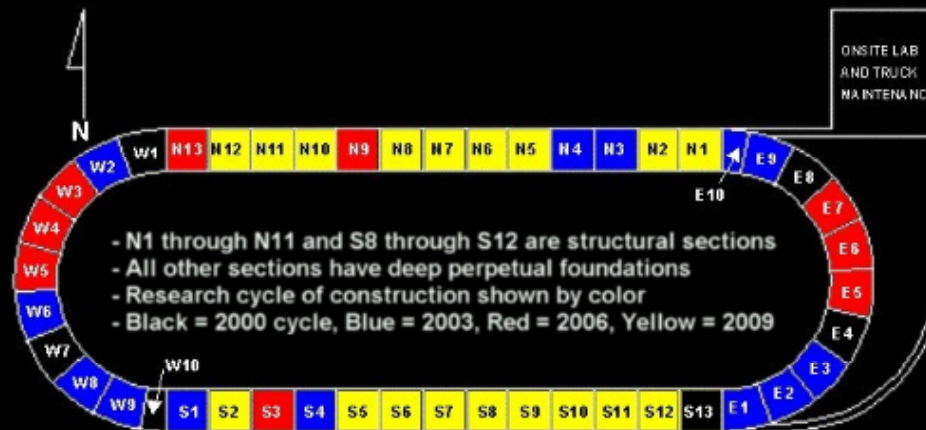 ONSITE LAB
AND TRUCK
MAINTENANC
N
W1 N13 N12 N11 N10 N9 N8 N7 N6 N5 N4 N3 N2 N1 E9
W2 E8
E10
W3 E7
W4 E6
W5 E5
W6 E4
W7 E3
W8 E2
W9 E1
- N1 through N11 and S8 through S12 are structural sections
- All other sections have deep perpetual foundations
- Research cycle of construction shown by color
- Black = 2000 cycle, Blue = 2003, Red = 2006, Yellow = 2009
W10
S1 S2 S3 S4 S5 S6 S7 S8 S9 S10 S11 S12 S13